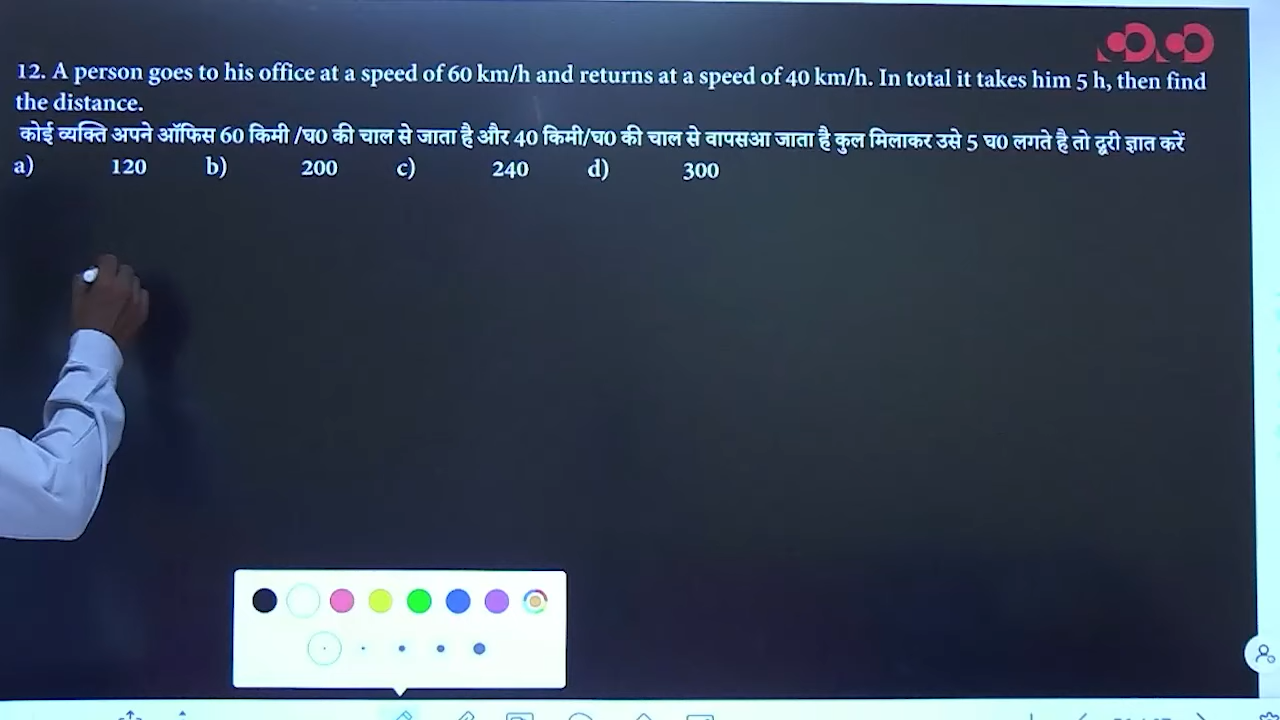 12. A person goes to his office at a speed of 60 km/h and returns at a speed of 40 km/h. In total it takes him 5 h, then find
the distance.
कोई व्यक्ति अपने ऑफिस 60 किमी /घ0 की चाल से जाता है और 40 किमी/घ0 की चाल से वापसआ जाता है कुल मिलाकर उसे 5 घ0 लगते है तो दूरी ज्ञात करें
a) 120 b) 200 c) 240 d) 300